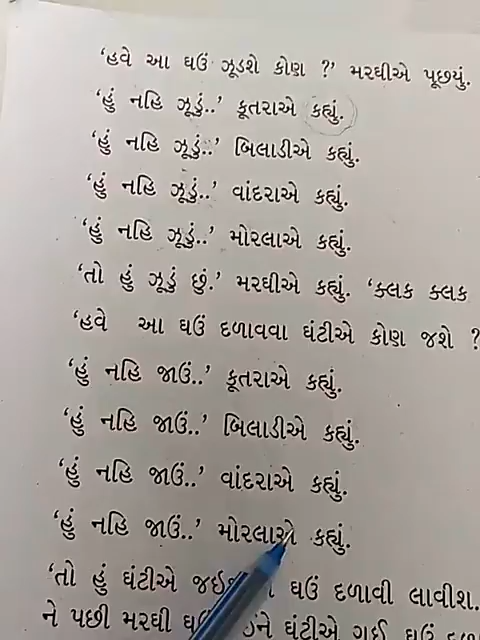 ‘હવે આ ઘઉં ઝૂડશે કોણ ?’ મરઘીએ પૂછયું.
‘હું નહિ ઝૂડું..’ કૂતરાએ કહ્યું.
‘હું નહિ ઝૂડું..’ બિલાડીએ કહ્યું.
‘હું નહિ ઝૂડું..’ વાંદરાએ કહ્યું.
‘હું નહિ ઝૂડું..’ મોરલાએ કહ્યું.
‘તો હું ઝૂડું છું.’ મરઘીએ કહ્યું. ‘ક્લક ક્લક
‘હવે આ ઘઉં દળાવવા ઘંટીએ કોણ જશે ?
‘હું નહિ જાઉં..’ કૂતરાએ કહ્યું.
‘હું નહિ જાઉં..’ બિલાડીએ કહ્યું.
‘હું નહિ જાઉં..’ વાંદરાએ કહ્યું.
‘હું નહિ જાઉં..’ મોરલાએ કહ્યું.
‘તો હું ઘંટીએ ઘઉં દળાવી લાવીશ.
ને પછી મરઘી ઘંટીએ ગઈ ઘઉં